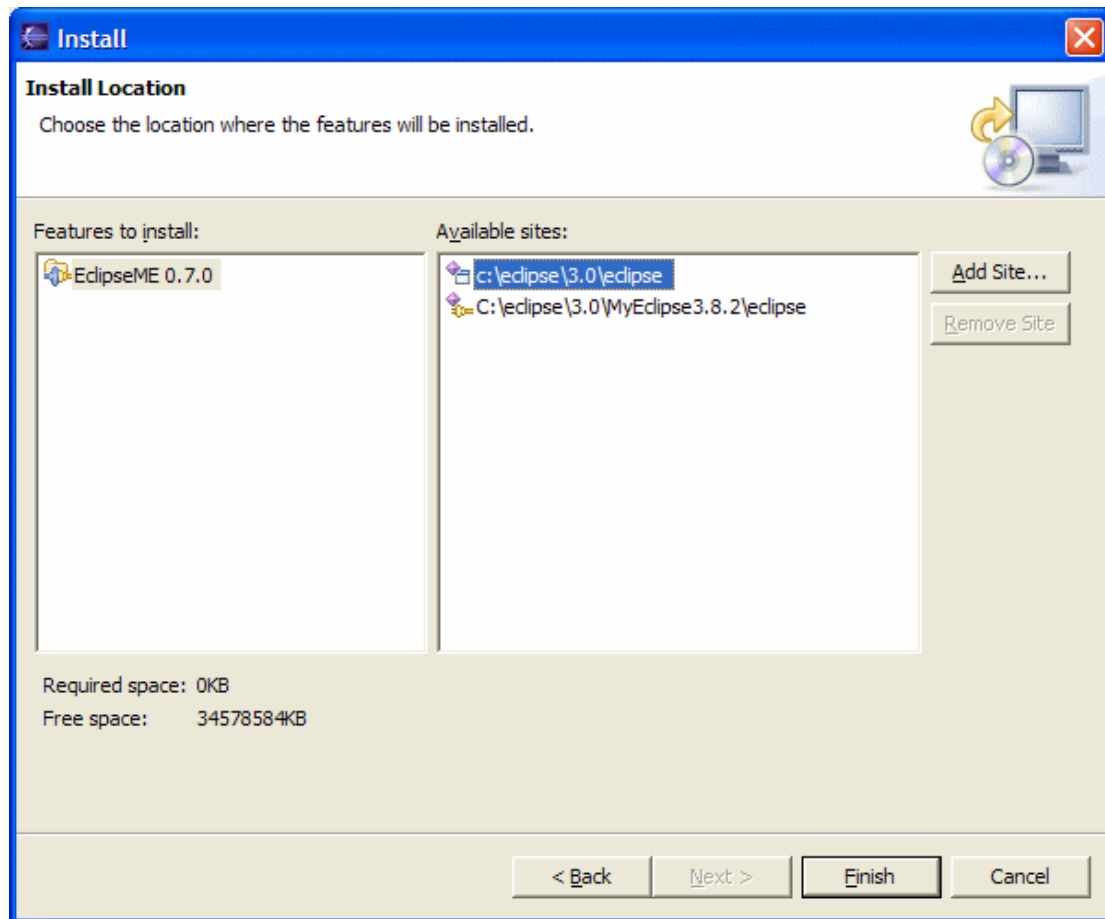 Install
Install Location
Choose the location where the features will be installed.
Features to install:
Available sites:
EclipseME 0.7.0
c:\eclipse\3.0\eclipse
C:\eclipse\3.0\MyEclipse3.8.2\eclipse
Add Site...
Remove Site
Required space: 0KB
Free space: 34578584KB
< Back
Next >
Finish
Cancel